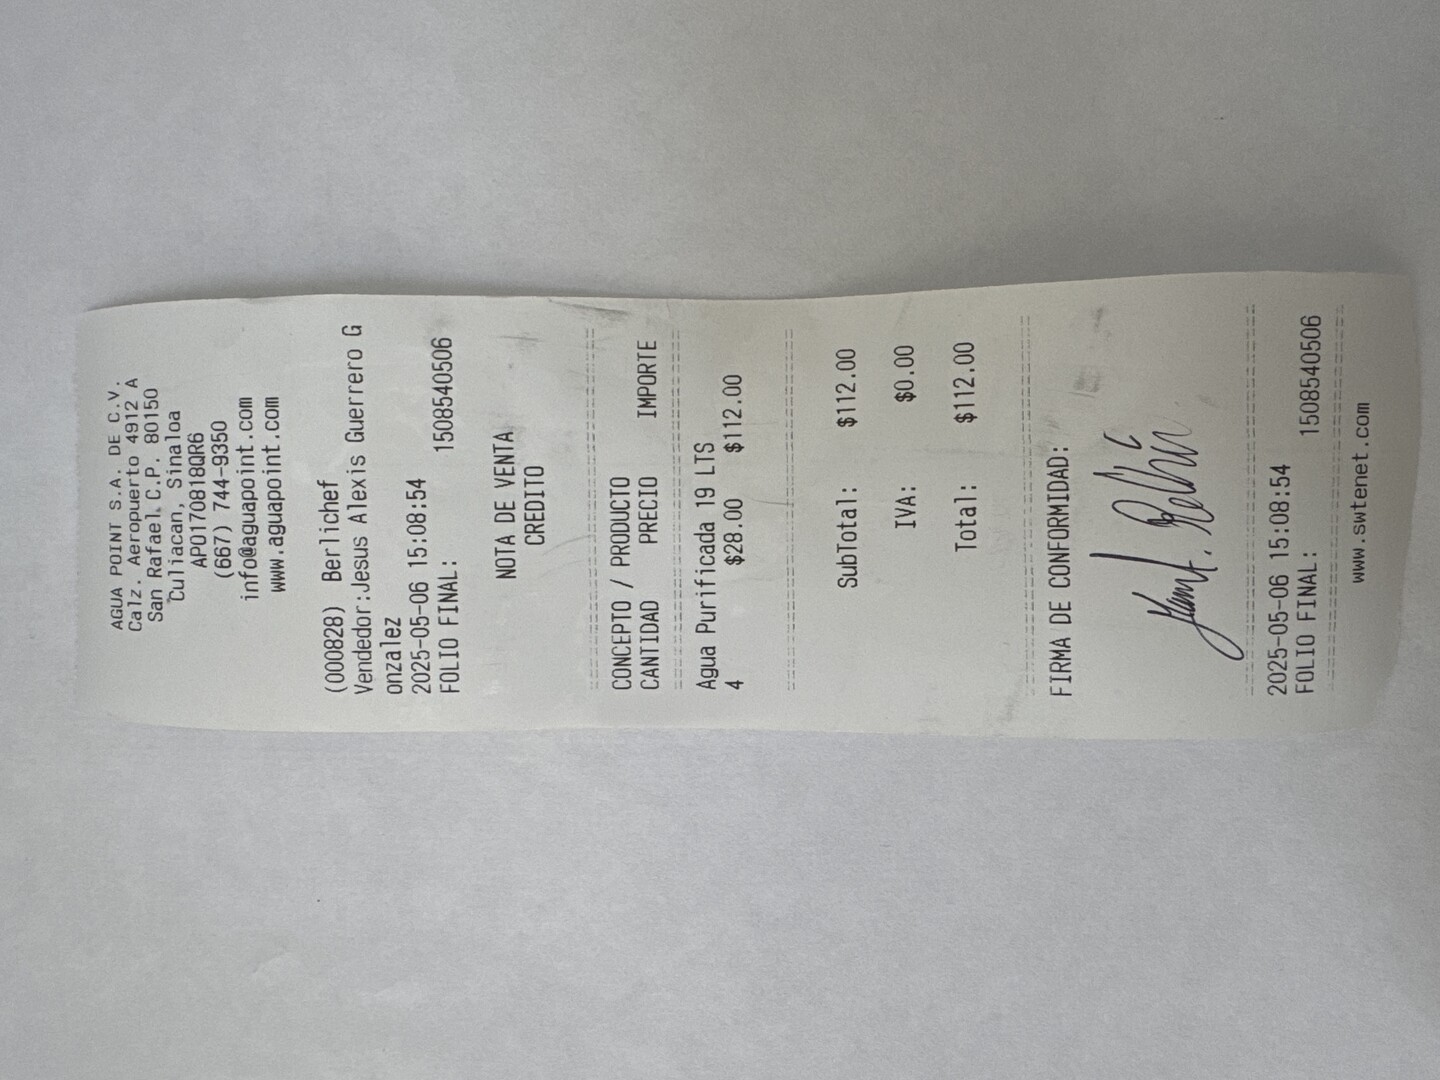 AGUA POINT S.A. DE C.V.
Calz. Aeropuerto 4912 A
San Rafael C.P. 80150
Culiacan, Sinaloa
APO170818QR6
(667) 744-9350
info@aguapoint.com
www.aguapoint.com
(000828) Berlichef
Vendedor:Jesus Alexis Guerrero G
onzalez
2025-05-06 15:08:54
FOLIO FINAL: 1508540506
NOTA DE VENTA
CREDITO
CONCEPTO / PRODUCTO
CANTIDAD PRECIO IMPORTE
Agua Purificada 19 LTS
4 $28.00 $112.00
SubTotal: $112.00
IVA: $0.00
Total: $112.00
FIRMA DE CONFORMIDAD:
2025-05-06 15:08:54
FOLIO FINAL: 1508540506
www.swtenet.com